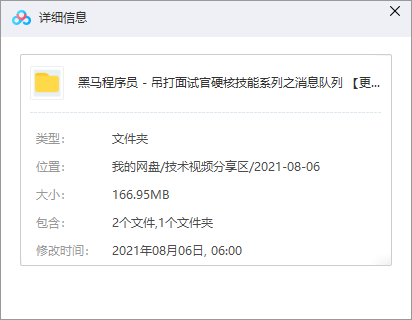 详细信息
黑马程序员 - 吊打面试官硬核技能系列之消息队列 【更...
类型： 文件夹
位置： 我的网盘/技术视频分享区/2021-08-06
大小： 166.95MB
包含： 2个文件,1个文件夹
修改时间： 2021年08月06日, 06:00